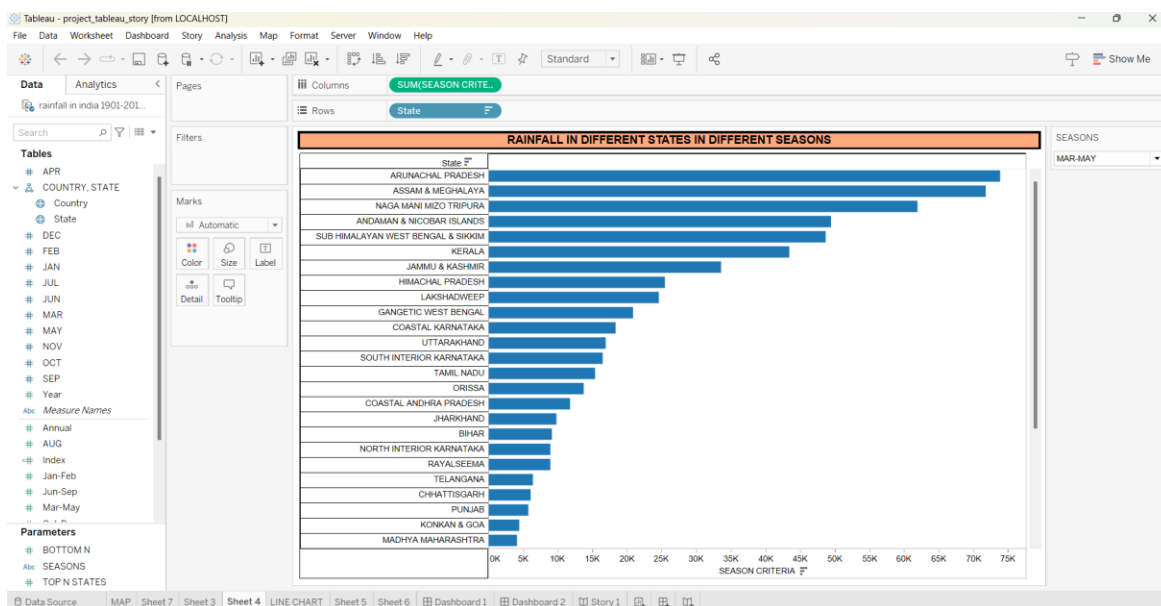 Tableau - project_tableau_story [from LOCALHOST]
File Data Worksheet Dashboard Story Analysis Map Format Server Window Help
Standard
Show Me
Data Analytics
rainfall in india 1901-201...
Search
Tables
# APR
COUNTRY, STATE
Country
State
# DEC
# FEB
# JAN
# JUL
# JUN
# MAR
# MAY
# NOV
# OCT
# SEP
# Year
Abc Measure Names
# Annual
# AUG
=# Index
# Jan-Feb
# Jun-Sep
# Mar-May
Parameters
# BOTTOM N
Abc SEASONS
# TOP N STATES
Pages
Filters
Marks
Automatic
Color Size Label
Detail Tooltip
Columns SUM(SEASON CRITE..
Rows State
RAINFALL IN DIFFERENT STATES IN DIFFERENT SEASONS
State
ARUNACHAL PRADESH
ASSAM & MEGHALAYA
NAGA MANI MIZO TRIPURA
ANDAMAN & NICOBAR ISLANDS
SUB HIMALAYAN WEST BENGAL & SIKKIM
KERALA
JAMMU & KASHMIR
HIMACHAL PRADESH
LAKSHADWEEP
GANGETIC WEST BENGAL
COASTAL KARNATAKA
UTTARAKHAND
SOUTH INTERIOR KARNATAKA
TAMIL NADU
ORISSA
COASTAL ANDHRA PRADESH
JHARKHAND
BIHAR
NORTH INTERIOR KARNATAKA
RAYALSEEMA
TELANGANA
CHHATTISGARH
PUNJAB
KONKAN & GOA
MADHYA MAHARASHTRA
0K 5K 10K 15K 20K 25K 30K 35K 40K 45K 50K 55K 60K 65K 70K 75K
SEASON CRITERIA
SEASONS
MAR-MAY
Data Source MAP Sheet 7 Sheet 3 Sheet 4 LINE CHART Sheet 5 Sheet 6 Dashboard 1 Dashboard 2 Story 1